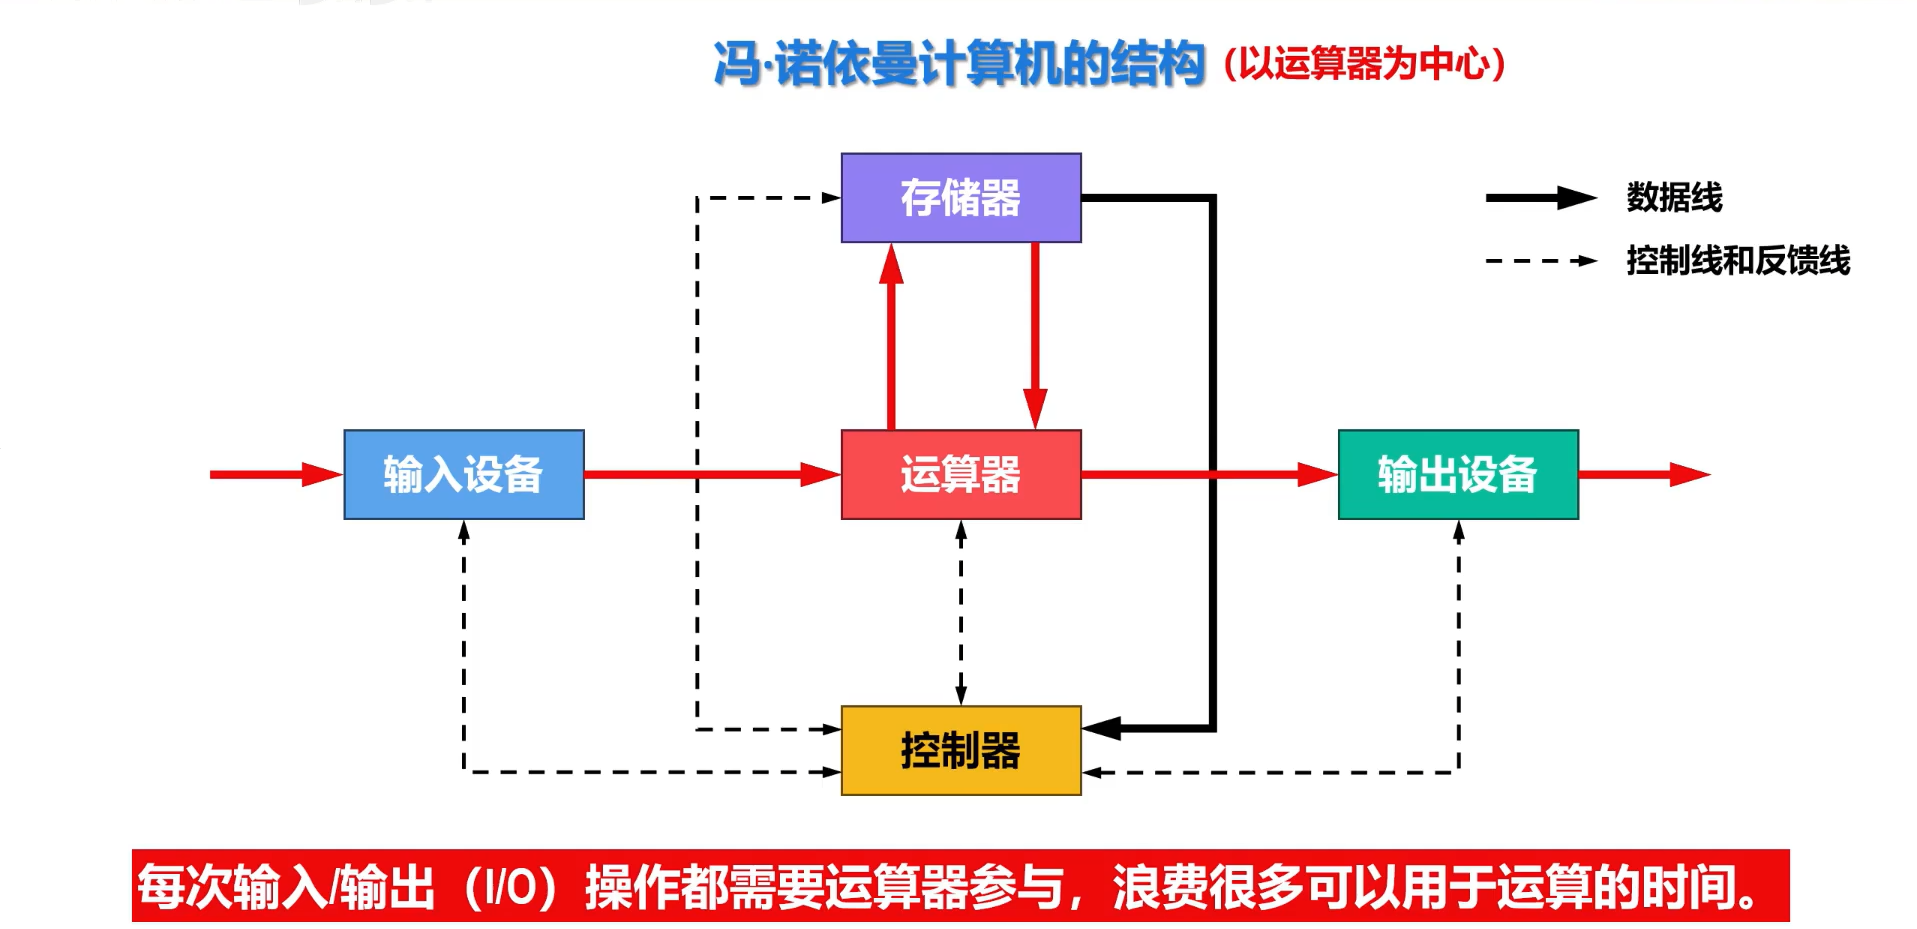 冯·诺依曼计算机的结构（以运算器为中心）
存储器
数据线
控制线和反馈线
输入设备
运算器
输出设备
控制器
每次输入/输出（I/O）操作都需要运算器参与，浪费很多可以用于运算的时间。